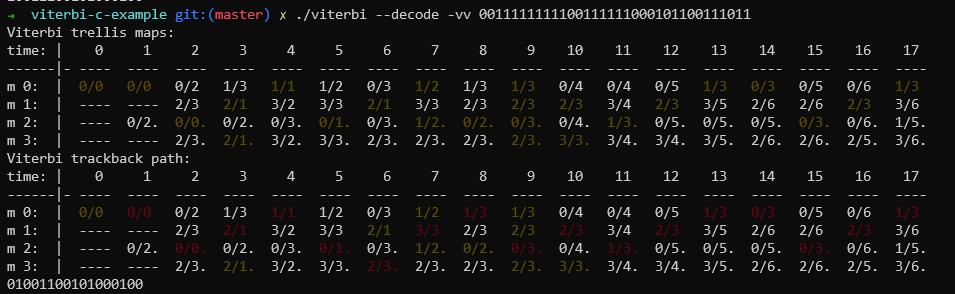 → viterbi-c-example git:(master) ✗ ./viterbi --decode -vv 0011111111100111111000101100111011
Viterbi trellis maps:
time: | 0 1 2 3 4 5 6 7 8 9 10 11 12 13 14 15 16 17
------|- ---- ---- ---- ---- ---- ---- ---- ---- ---- ---- ---- ---- ---- ---- ---- ---- ---- ----
m 0: | 0/0 0/0 0/2 1/3 1/1 1/2 0/3 1/2 1/3 1/3 0/4 0/4 0/5 1/3 0/3 0/5 0/6 1/3
m 1: | ---- ---- 2/3 2/1 3/2 3/3 2/1 3/3 2/3 2/3 2/3 3/4 2/3 3/5 2/6 2/6 2/3 3/6
m 2: | ---- 0/2. 0/0. 0/2. 0/3. 0/1. 0/3. 1/2. 0/2. 0/3. 0/4. 1/3. 0/5. 0/5. 0/5. 0/3. 0/6. 1/5.
m 3: | ---- ---- 2/3. 2/1. 3/2. 3/3. 2/3. 2/3. 2/3. 2/3. 3/3. 3/4. 3/4. 3/5. 2/6. 2/6. 2/5. 3/6.
Viterbi trackback path:
time: | 0 1 2 3 4 5 6 7 8 9 10 11 12 13 14 15 16 17
------|- ---- ---- ---- ---- ---- ---- ---- ---- ---- ---- ---- ---- ---- ---- ---- ---- ---- ----
m 0: | 0/0 0/0 0/2 1/3 1/1 1/2 0/3 1/2 1/3 1/3 0/4 0/4 0/5 1/3 0/3 0/5 0/6 1/3
m 1: | ---- ---- 2/3 2/1 3/2 3/3 2/1 3/3 2/3 2/3 2/3 3/4 2/3 3/5 2/6 2/6 2/3 3/6
m 2: | ---- 0/2. 0/0. 0/2. 0/3. 0/1. 0/3. 1/2. 0/2. 0/3. 0/4. 1/3. 0/5. 0/5. 0/5. 0/3. 0/6. 1/5.
m 3: | ---- ---- 2/3. 2/1. 3/2. 3/3. 2/3. 2/3. 2/3. 2/3. 3/3. 3/4. 3/4. 3/5. 2/6. 2/6. 2/5. 3/6.
01001100101000100